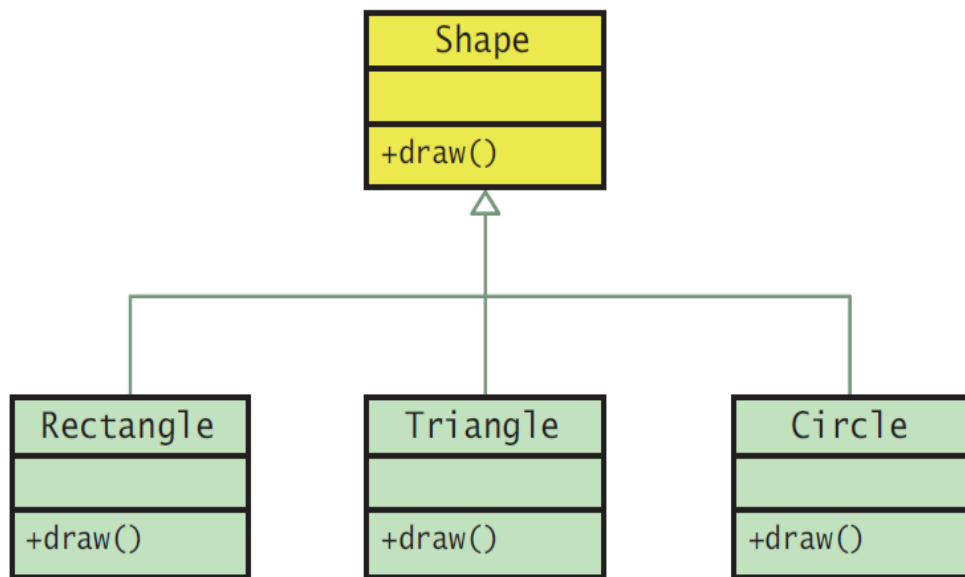 Shape
+draw()
Rectangle
Triangle
Circle
+draw()
+draw()
+draw()